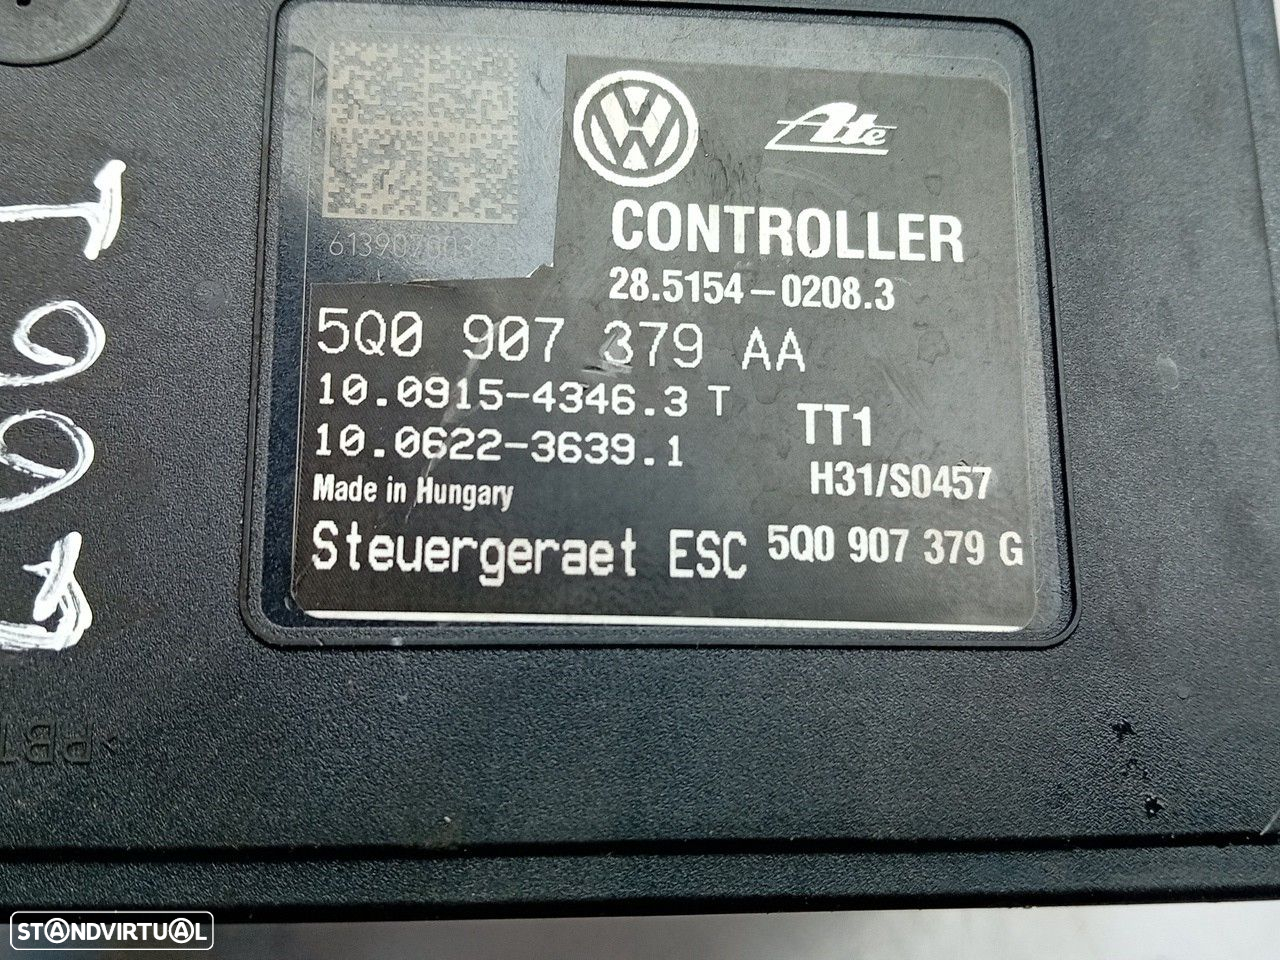 Ate
CONTROLLER
28.5154-0208.3
5Q0 907 379 AA
10.0915-4346.3 T
10.0622-3639.1
TT1
H31/S0457
Made in Hungary
Steuergeraet ESC 5Q0 907 379 G
STANDVIRTUAL